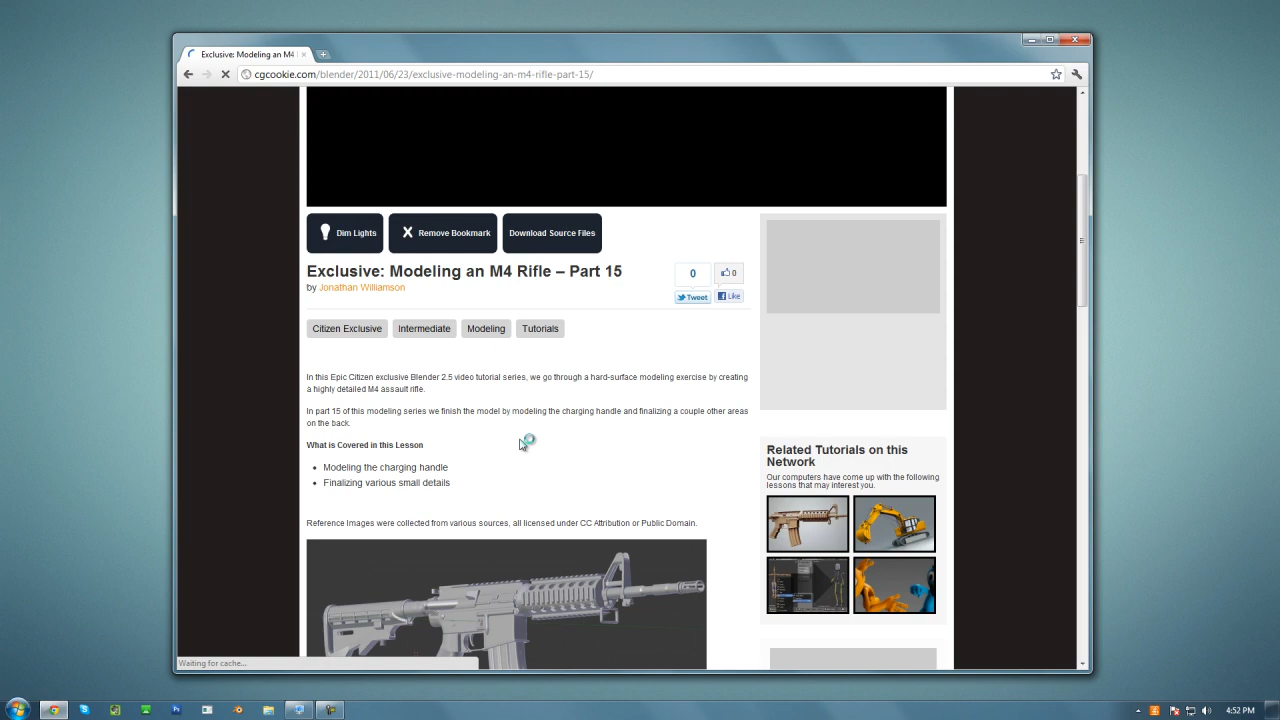 Exclusive: Modeling an M4
cgcookie.com/blender/2011/06/23/exclusive-modeling-an-m4-rifle-part-15/
Dim Lights
Remove Bookmark
Download Source Files
Exclusive: Modeling an M4 Rifle – Part 15
by Jonathan Williamson
0
0
Tweet
Like
Citizen Exclusive
Intermediate
Modeling
Tutorials
In this Epic Citizen exclusive Blender 2.5 video tutorial series, we go through a hard-surface modeling exercise by creating
a highly detailed M4 assault rifle.
In part 15 of this modeling series we finish the model by modeling the charging handle and finalizing a couple other areas
on the back.
What is Covered in this Lesson
Modeling the charging handle
Finalizing various small details
Reference Images were collected from various sources, all licensed under CC Attribution or Public Domain.
Related Tutorials on this
Network
Our computers have come up with the following
lessons that may interest you.
Waiting for cache...
4:52 PM